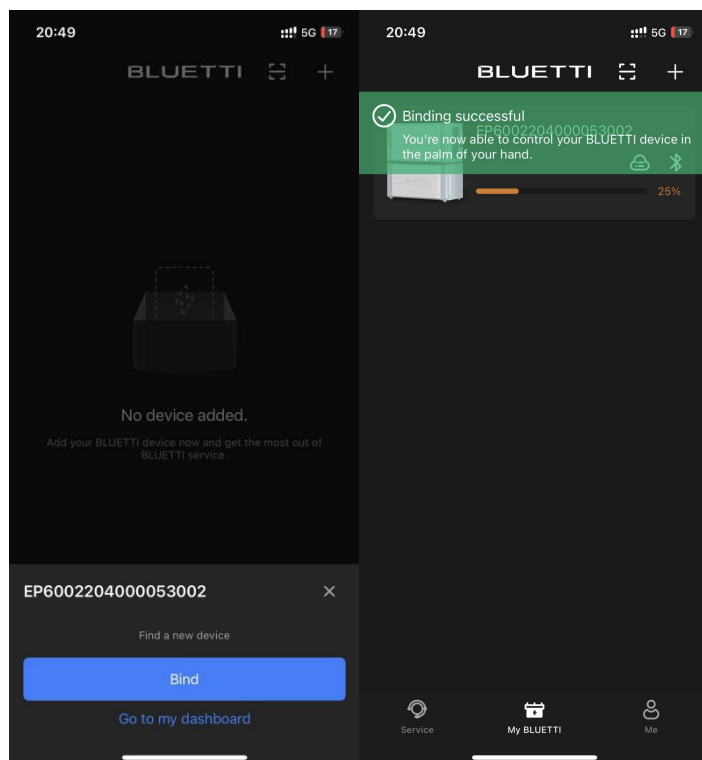 20:49
5G 17
BLUETTI
No device added.
Add your BLUETTI device now and get the most out of
BLUETTI service.
EP6002204000053002
Find a new device
Bind
Go to my dashboard
20:49
5G 17
BLUETTI
Binding successful
EP6002204000053002
You're now able to control your BLUETTI device in
the palm of your hand.
25%
Service
My BLUETTI
Me